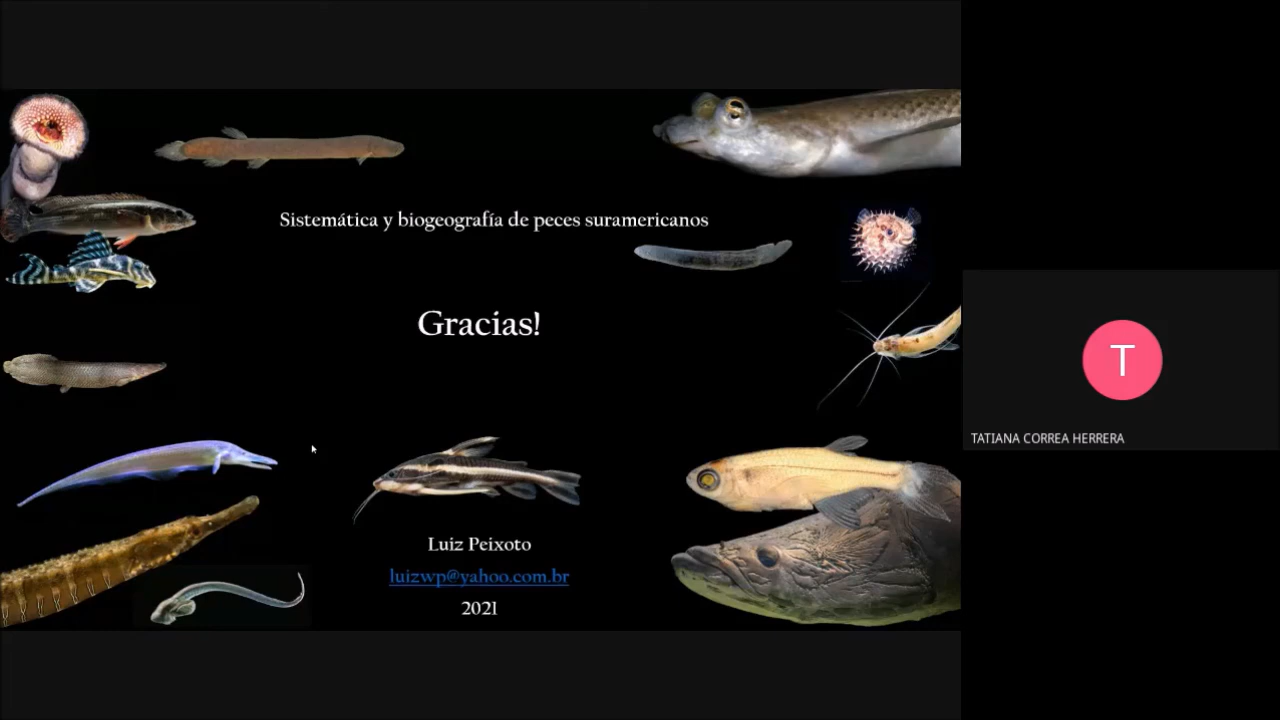 Sistemática y biogeografía de peces suramericanos
Gracias!
T
TATIANA CORREA HERRERA
Luiz Peixoto
luizwp@yahoo.com.br
2021